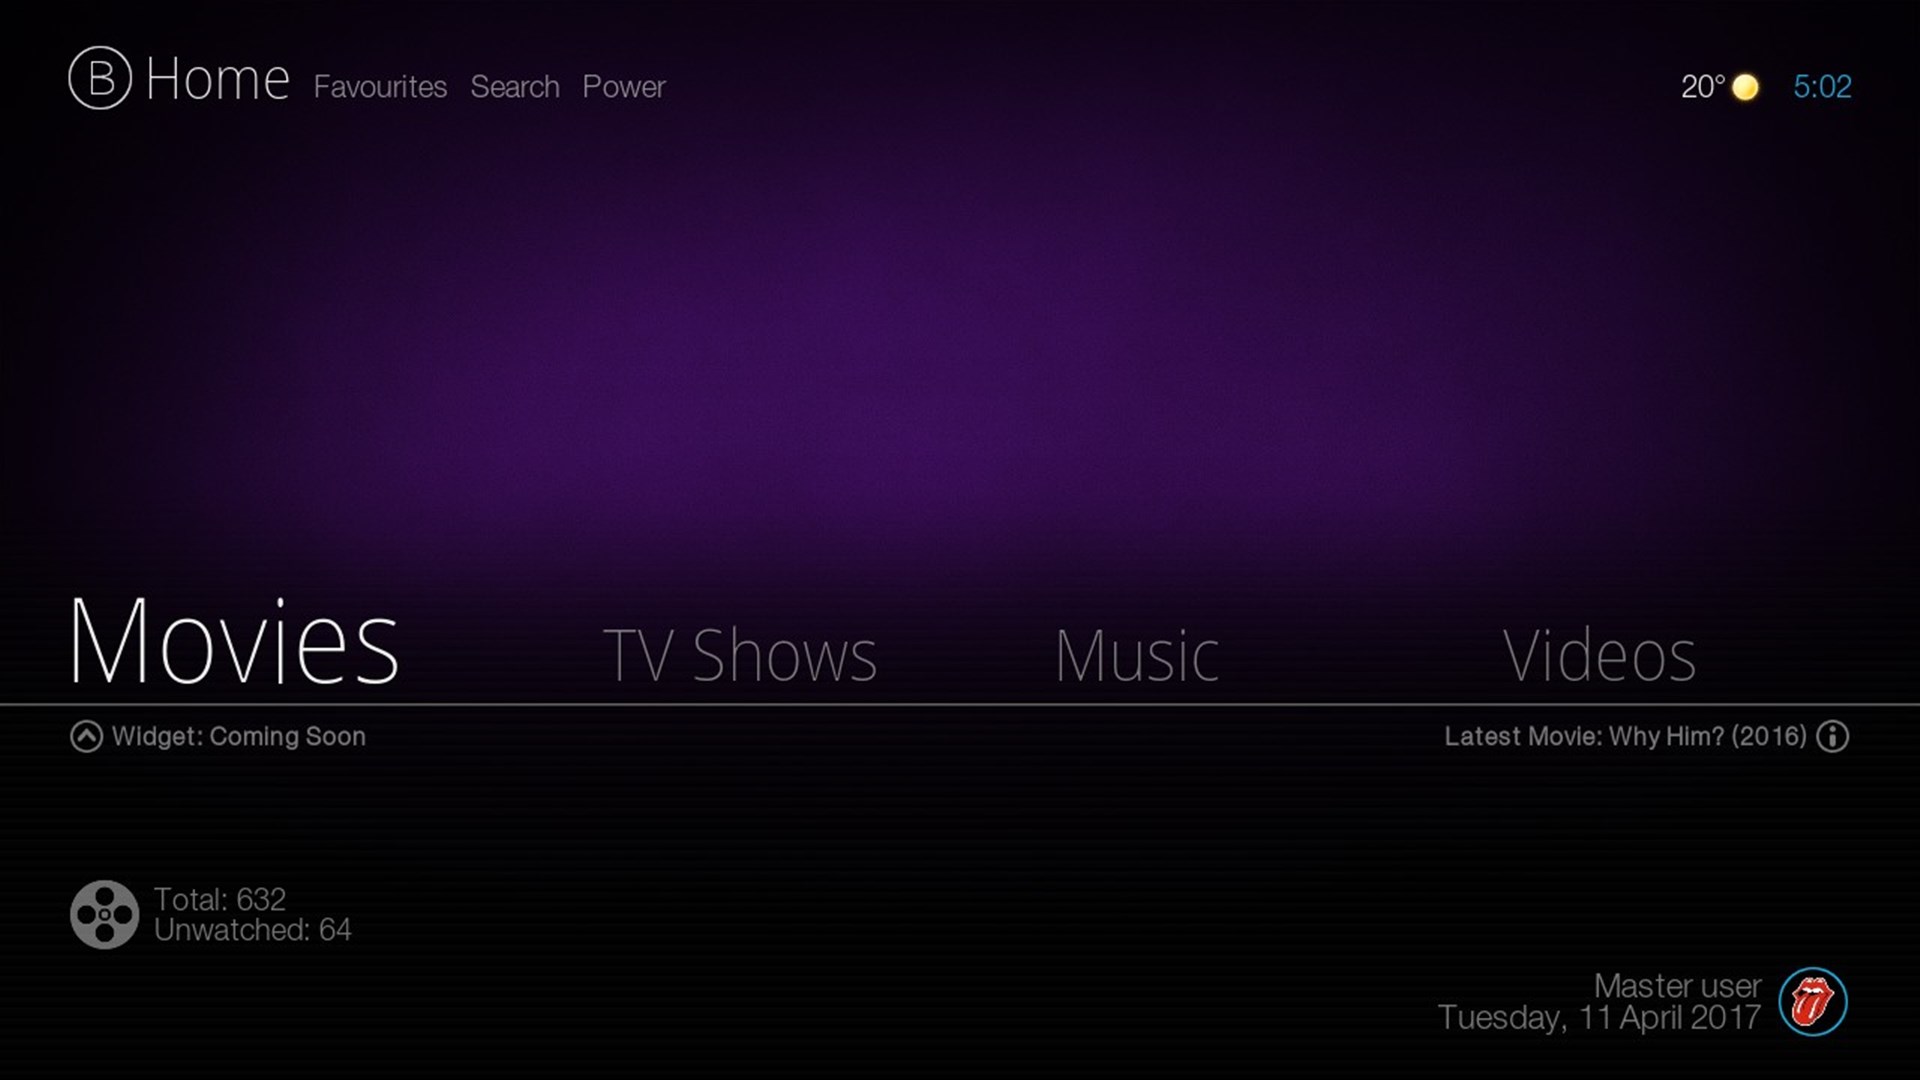 B Home Favourites Search Power
20° 5:02
Movies TV Shows Music Videos
Widget: Coming Soon
Latest Movie: Why Him? (2016)
Total: 632
Unwatched: 64
Master user
Tuesday, 11 April 2017